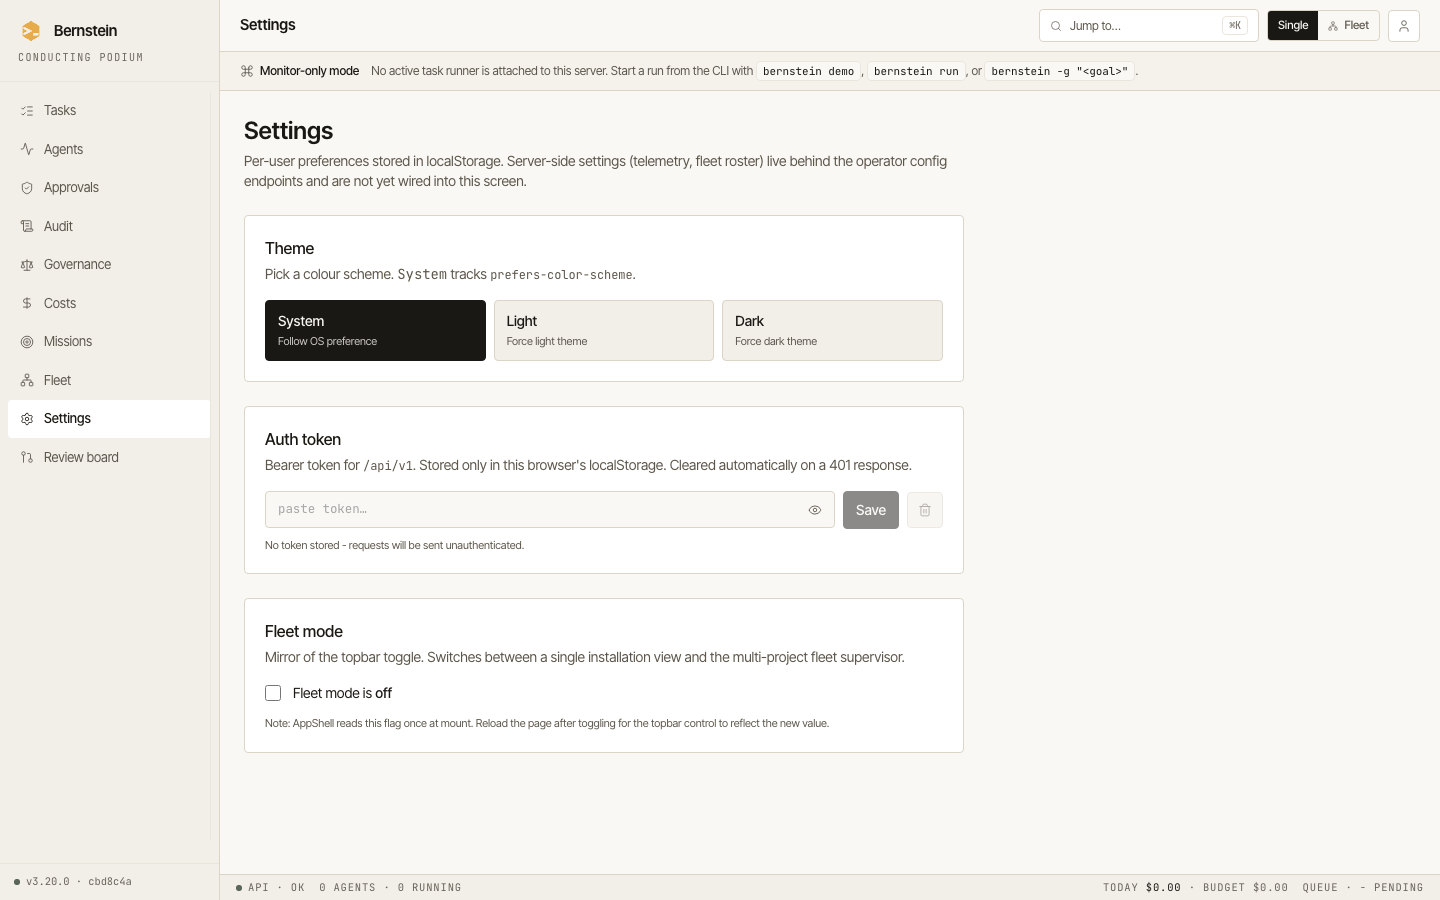 Bernstein
CONDUCTING PODIUM
Tasks
Agents
Approvals
Audit
Governance
Costs
Missions
Fleet
Settings
Review board
v3.20.0 · cbd8c4a
Settings
Jump to...
⌘K
Single
Fleet
Monitor-only mode No active task runner is attached to this server. Start a run from the CLI with bernstein demo, bernstein run, or bernstein -g "<goal>".
Settings
Per-user preferences stored in localStorage. Server-side settings (telemetry, fleet roster) live behind the operator config
endpoints and are not yet wired into this screen.
Theme
Pick a colour scheme. System tracks prefers-color-scheme.
System
Follow OS preference
Light
Force light theme
Dark
Force dark theme
Auth token
Bearer token for /api/v1. Stored only in this browser's localStorage. Cleared automatically on a 401 response.
paste token…
Save
No token stored - requests will be sent unauthenticated.
Fleet mode
Mirror of the topbar toggle. Switches between a single installation view and the multi-project fleet supervisor.
Fleet mode is off
Note: AppShell reads this flag once at mount. Reload the page after toggling for the topbar control to reflect the new value.
API · OK 0 AGENTS · 0 RUNNING
TODAY $0.00 · BUDGET $0.00 QUEUE · - PENDING